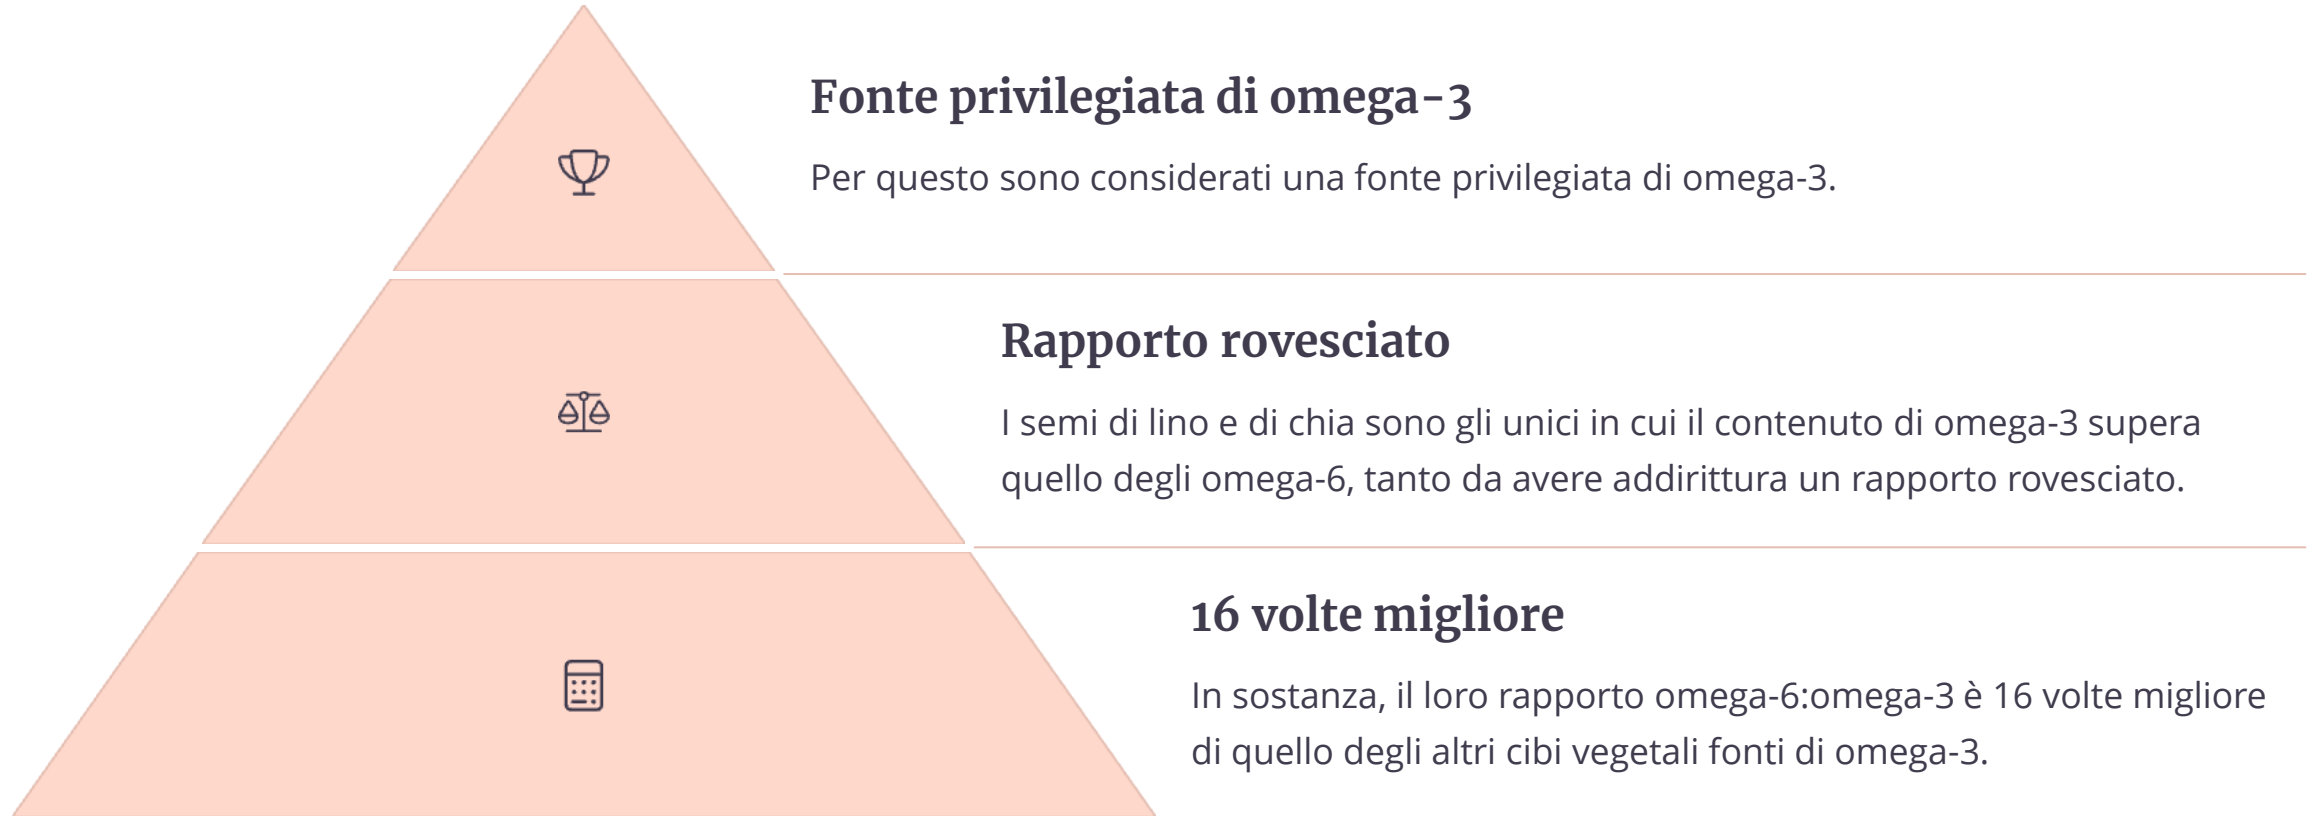 Fonte privilegiata di omega-3
Per questo sono considerati una fonte privilegiata di omega-3.
Rapporto rovesciato
I semi di lino e di chia sono gli unici in cui il contenuto di omega-3 supera
quello degli omega-6, tanto da avere addirittura un rapporto rovesciato.
16 volte migliore
In sostanza, il loro rapporto omega-6:omega-3 è 16 volte migliore
di quello degli altri cibi vegetali fonti di omega-3.